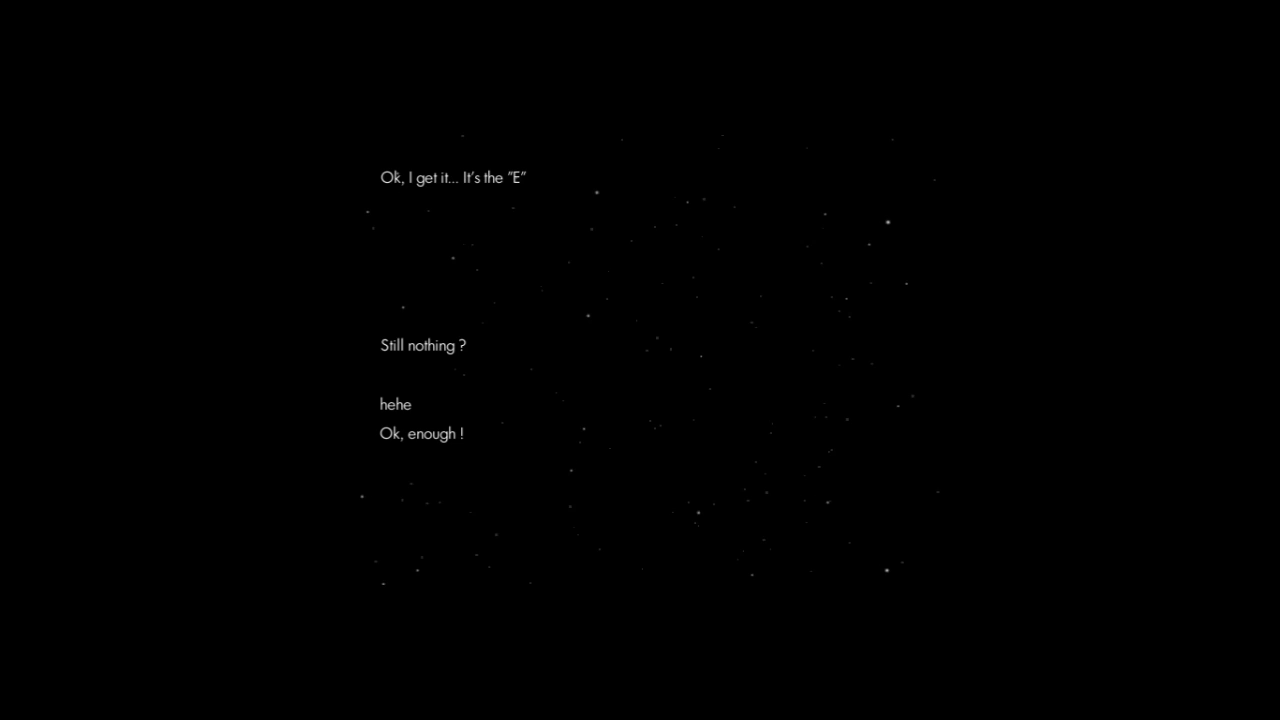 Ok, I get it... It's the "E"
Still nothing ?
hehe
Ok, enough !